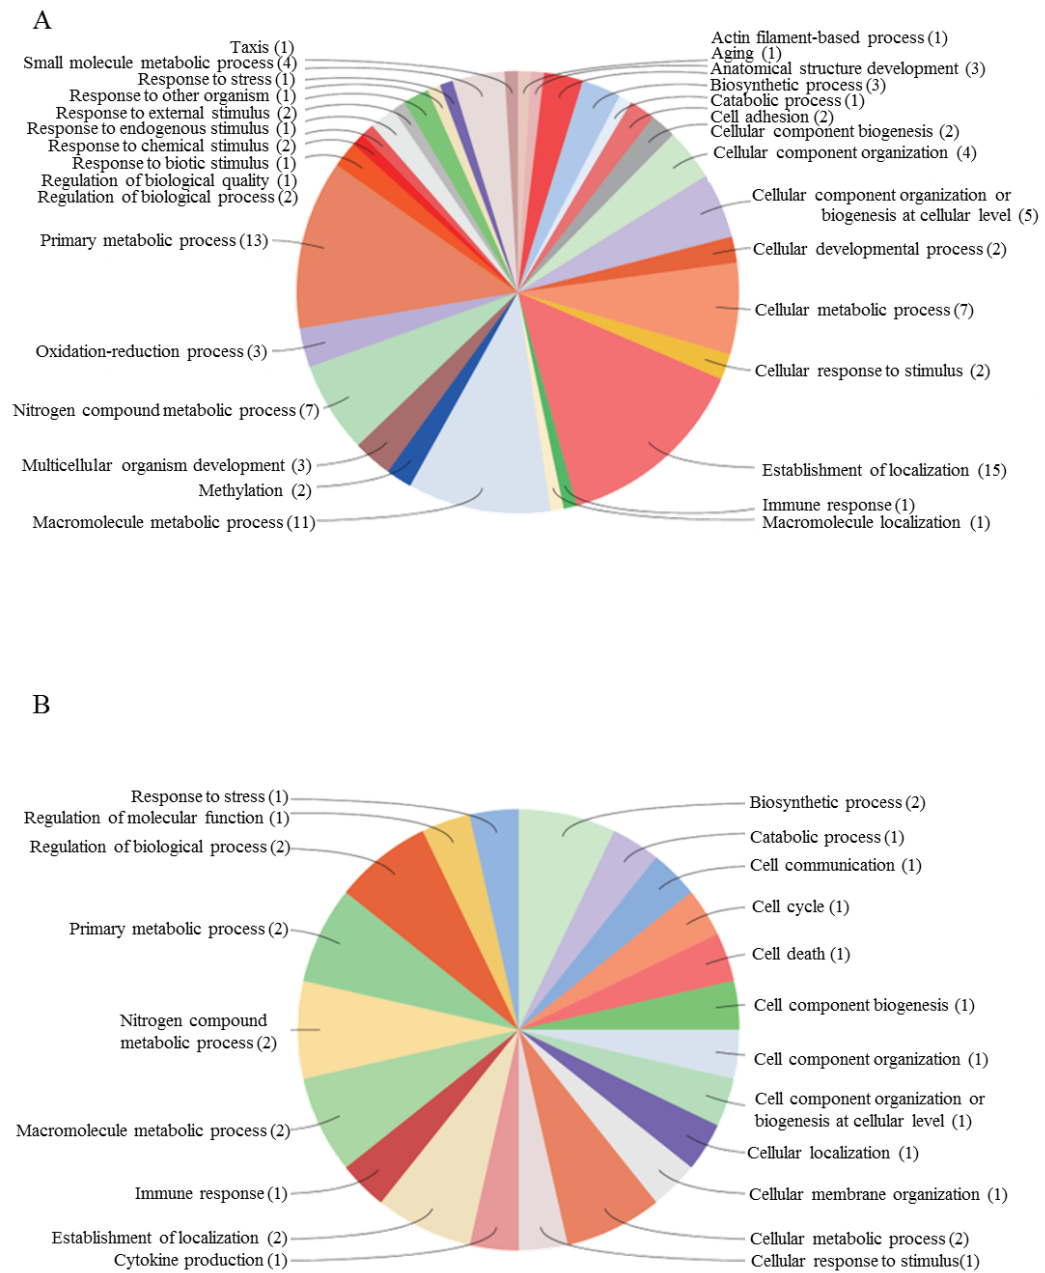 A
Taxis (1)
Small molecule metabolic process (4)
Response to stress (1)
Response to other organism (1)
Response to external stimulus (2)
Response to endogenous stimulus (1)
Response to chemical stimulus (2)
Response to biotic stimulus (1)
Regulation of biological quality (1)
Regulation of biological process (2)
Primary metabolic process (13)
Oxidation-reduction process (3)
Nitrogen compound metabolic process (7)
Multicellular organism development (3)
Methylation (2)
Macromolecule metabolic process (11)
Actin filament-based process (1)
Aging (1)
Anatomical structure development (3)
Biosynthetic process (3)
Catabolic process (1)
Cell adhesion (2)
Cellular component biogenesis (2)
Cellular component organization (4)
Cellular component organization or
biogenesis at cellular level (5)
Cellular developmental process (2)
Cellular metabolic process (7)
Cellular response to stimulus (2)
Establishment of localization (15)
Immune response (1)
Macromolecule localization (1)
B
Response to stress (1)
Regulation of molecular function (1)
Regulation of biological process (2)
Primary metabolic process (2)
Nitrogen compound
metabolic process (2)
Macromolecule metabolic process (2)
Immune response (1)
Establishment of localization (2)
Cytokine production (1)
Biosynthetic process (2)
Catabolic process (1)
Cell communication (1)
Cell cycle (1)
Cell death (1)
Cell component biogenesis (1)
Cell component organization (1)
Cell component organization or
biogenesis at cellular level (1)
Cellular localization (1)
Cellular membrane organization (1)
Cellular metabolic process (2)
Cellular response to stimulus(1)